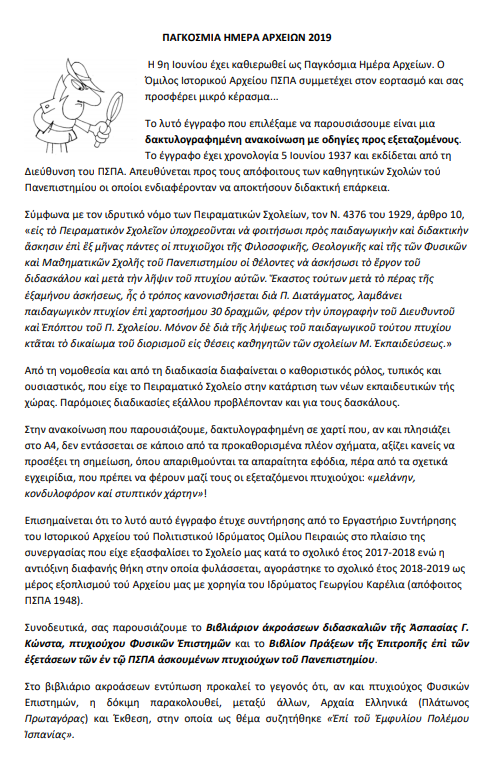 ΠΑΓΚΟΣΜΙΑ ΗΜΕΡΑ ΑΡΧΕΙΩΝ 2019
Η 9η Ιουνίου έχει καθιερωθεί ως Παγκόσμια Ημέρα Αρχείων. Ο
Όμιλος Ιστορικού Αρχείου ΠΣΠΑ συμμετέχει στον εορτασμό και σας
προσφέρει μικρό κέρασμα...
Το λυτό έγγραφο που επιλέξαμε να παρουσιάσουμε είναι μια
δακτυλογραφημένη ανακοίνωση με οδηγίες προς εξεταζομένους.
Το έγγραφο έχει χρονολογία 5 Ιουνίου 1937 και εκδίδεται από τη
Διεύθυνση του ΠΣΠΑ. Απευθύνεται προς τους απόφοιτους των καθηγητικών Σχολών τού
Πανεπιστημίου οι οποίοι ενδιαφέρονταν να αποκτήσουν διδακτική επάρκεια.
Σύμφωνα με τον ιδρυτικό νόμο των Πειραματικών Σχολείων, τον Ν. 4376 του 1929, άρθρο 10,
«εἰς τὸ Πειραματικὸν Σχολεῖον ὑποχρεοῦνται νὰ φοιτήσωσι πρὸς παιδαγωγικὴν καὶ διδακτικὴν
ἄσκησιν ἐπὶ ἓξ μῆνας πάντες οἱ πτυχιοῦχοι τῆς Φιλοσοφικῆς, Θεολογικῆς καὶ τῆς τῶν Φυσικῶν
καὶ Μαθηματικῶν Σχολῆς τοῦ Πανεπιστημίου οἱ θέλοντες νὰ ἀσκήσωσι τὸ ἔργον τοῦ
διδασκάλου καὶ μετὰ τὴν λῆψιν τοῦ πτυχίου αὐτῶν. Ἕκαστος τούτων μετὰ τὸ πέρας τῆς
ἑξαμήνου ἀσκήσεως, ἧς ὁ τρόπος κανονισθήσεται διὰ Π. Διατάγματος, λαμβάνει
παιδαγωγικὸν πτυχίον ἐπὶ χαρτοσήμου 30 δραχμῶν, φέρον τὴν ὑπογραφὴν τοῦ Διευθυντοῦ
καὶ Ἐπόπτου τοῦ Π. Σχολείου. Μόνον δὲ διὰ τῆς λήψεως τοῦ παιδαγωγικοῦ τούτου πτυχίου
κτᾶται τὸ δικαίωμα τοῦ διορισμοῦ εἰς θέσεις καθηγητῶν τῶν σχολείων Μ. Ἐκπαιδεύσεως.»
Από τη νομοθεσία και από τη διαδικασία διαφαίνεται ο καθοριστικός ρόλος, τυπικός και
ουσιαστικός, που είχε το Πειραματικό Σχολείο στην κατάρτιση των νέων εκπαιδευτικών τής
χώρας. Παρόμοιες διαδικασίες εξάλλου προβλέπονταν και για τους δασκάλους.
Στην ανακοίνωση που παρουσιάζουμε, δακτυλογραφημένη σε χαρτί που, αν και πλησιάζει
στο Α4, δεν εντάσσεται σε κάποιο από τα προκαθορισμένα πλέον σχήματα, αξίζει κανείς να
προσέξει τη σημείωση, όπου απαριθμούνται τα απαραίτητα εφόδια, πέρα από τα σχετικά
εγχειρίδια, που πρέπει να φέρουν μαζί τους οι εξεταζόμενοι πτυχιούχοι: «μελάνην,
κονδυλοφόρον καί στυπτικόν χάρτην»!
Επισημαίνεται ότι το λυτό αυτό έγγραφο έτυχε συντήρησης από το Εργαστήριο Συντήρησης
του Ιστορικού Αρχείου τού Πολιτιστικού Ιδρύματος Ομίλου Πειραιώς στο πλαίσιο της
συνεργασίας που είχε εξασφαλίσει το Σχολείο μας κατά το σχολικό έτος 2017-2018 ενώ η
αντιόξινη διαφανής θήκη στην οποία φυλάσσεται, αγοράστηκε το σχολικό έτος 2018-2019 ως
μέρος εξοπλισμού τού Αρχείου μας με χορηγία του Ιδρύματος Γεωργίου Καρέλια (απόφοιτος
ΠΣΠΑ 1948).
Συνοδευτικά, σας παρουσιάζουμε το Βιβλιάριον ἀκροάσεων διδασκαλιῶν τῆς Ἀσπασίας Γ.
Κώνστα, πτυχιούχου Φυσικῶν Ἐπιστημῶν και το Βιβλίον Πράξεων τῆς Ἐπιτροπῆς ἐπὶ τῶν
ἐξετάσεων τῶν ἐν τῷ ΠΣΠΑ ἀσκουμένων πτυχιούχων τοῦ Πανεπιστημίου.
Στο βιβλιάριο ακροάσεων εντύπωση προκαλεί το γεγονός ότι, αν και πτυχιούχος Φυσικών
Επιστημών, η δόκιμη παρακολουθεί, μεταξύ άλλων, Αρχαία Ελληνικά (Πλάτωνος
Πρωταγόρας) και Έκθεση, στην οποία ως θέμα συζητήθηκε «Ἐπί τοῦ Ἐμφυλίου Πολέμου
Ἱσπανίας».